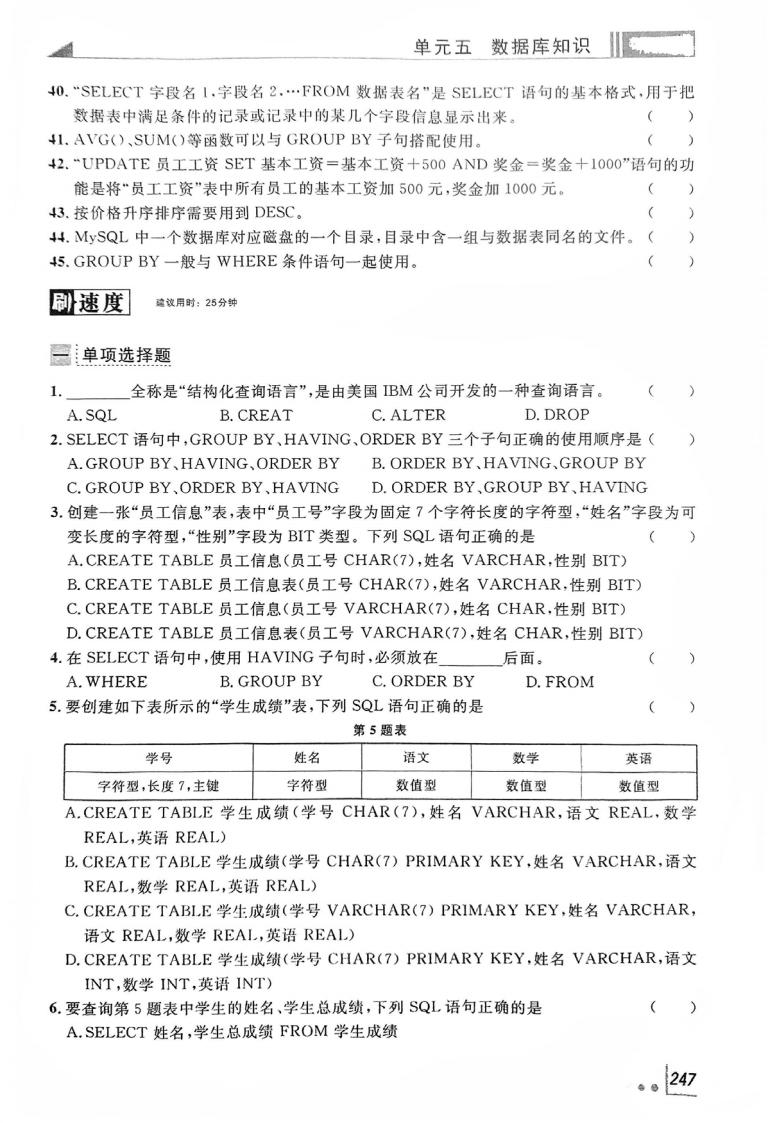 单元五 数据库知识
40.“SELECT 字段名 1,字段名 2,…FROM 数据表名”是 SELECT 语句的基本格式,用于把
数据表中满足条件的记录或记录中的某几个字段信息显示出来。 ( )
41. AVG()、SUM()等函数可以与 GROUP BY 子句搭配使用。 ( )
42.“UPDATE 员工工资 SET 基本工资=基本工资+500 AND 奖金=奖金+1000”语句的功
能是将“员工工资”表中所有员工的基本工资加 500 元,奖金加 1000 元。 ( )
43. 按价格升序排序需要用到 DESC。 ( )
44. MySQL 中一个数据库对应磁盘的一个目录,目录中含一组与数据表同名的文件。 ( )
45. GROUP BY 一般与 WHERE 条件语句一起使用。 ( )
刷速度 建议用时:25分钟
一 单项选择题
1. ________全称是“结构化查询语言”,是由美国 IBM 公司开发的一种查询语言。 ( )
A. SQL B. CREAT C. ALTER D. DROP
2. SELECT 语句中,GROUP BY、HAVING、ORDER BY 三个子句正确的使用顺序是 ( )
A. GROUP BY、HAVING、ORDER BY B. ORDER BY、HAVING、GROUP BY
C. GROUP BY、ORDER BY、HAVING D. ORDER BY、GROUP BY、HAVING
3. 创建一张“员工信息”表,表中“员工号”字段为固定 7 个字符长度的字符型,“姓名”字段为可
变长度的字符型,“性别”字段为 BIT 类型。下列 SQL 语句正确的是 ( )
A. CREATE TABLE 员工信息(员工号 CHAR(7),姓名 VARCHAR,性别 BIT)
B. CREATE TABLE 员工信息表(员工号 CHAR(7),姓名 VARCHAR,性别 BIT)
C. CREATE TABLE 员工信息(员工号 VARCHAR(7),姓名 CHAR,性别 BIT)
D. CREATE TABLE 员工信息表(员工号 VARCHAR(7),姓名 CHAR,性别 BIT)
4. 在 SELECT 语句中,使用 HAVING 子句时,必须放在________后面。 ( )
A. WHERE B. GROUP BY C. ORDER BY D. FROM
5. 要创建如下表所示的“学生成绩”表,下列 SQL 语句正确的是 ( )
第 5 题表
学号 姓名 语文 数学 英语
字符型,长度 7,主键 字符型 数值型 数值型 数值型
A. CREATE TABLE 学生成绩(学号 CHAR(7),姓名 VARCHAR,语文 REAL,数学
REAL,英语 REAL)
B. CREATE TABLE 学生成绩(学号 CHAR(7) PRIMARY KEY,姓名 VARCHAR,语文
REAL,数学 REAL,英语 REAL)
C. CREATE TABLE 学生成绩(学号 VARCHAR(7) PRIMARY KEY,姓名 VARCHAR,
语文 REAL,数学 REAL,英语 REAL)
D. CREATE TABLE 学生成绩(学号 CHAR(7) PRIMARY KEY,姓名 VARCHAR,语文
INT,数学 INT,英语 INT)
6. 要查询第 5 题表中学生的姓名、学生总成绩,下列 SQL 语句正确的是 ( )
A. SELECT 姓名,学生总成绩 FROM 学生成绩
247